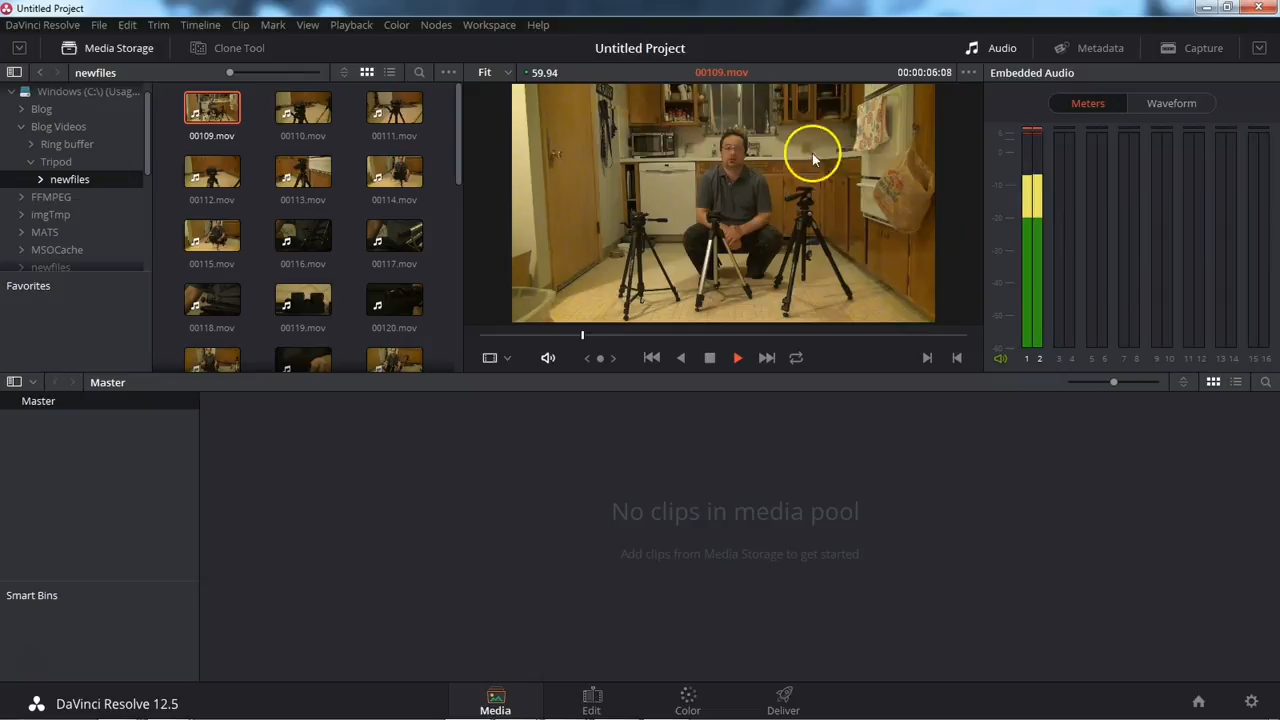 Untitled Project
DaVinci Resolve File Edit Trim Timeline Clip Mark View Playback Color Nodes Workspace Help
Media Storage Clone Tool Untitled Project Audio Metadata Capture
newfiles Fit 59.94 00109.mov 00:00:06:08 Embedded Audio
Windows (C:\) (Usag...
Blog
Blog Videos
Ring buffer
Tripod
newfiles
FFMPEG
imgTmp
MATS
MSOCache
newfiles
Favorites
00109.mov 00110.mov 00111.mov
00112.mov 00113.mov 00114.mov
00115.mov 00116.mov 00117.mov
00118.mov 00119.mov 00120.mov
Meters Waveform
-10
-20
-30
-40
1 2 3 4 5 6 7 8 9 10 11 12 13 14 15 16
Master
Master
No clips in media pool
Add clips from Media Storage to get started
Smart Bins
DaVinci Resolve 12.5 Media Edit Color Deliver